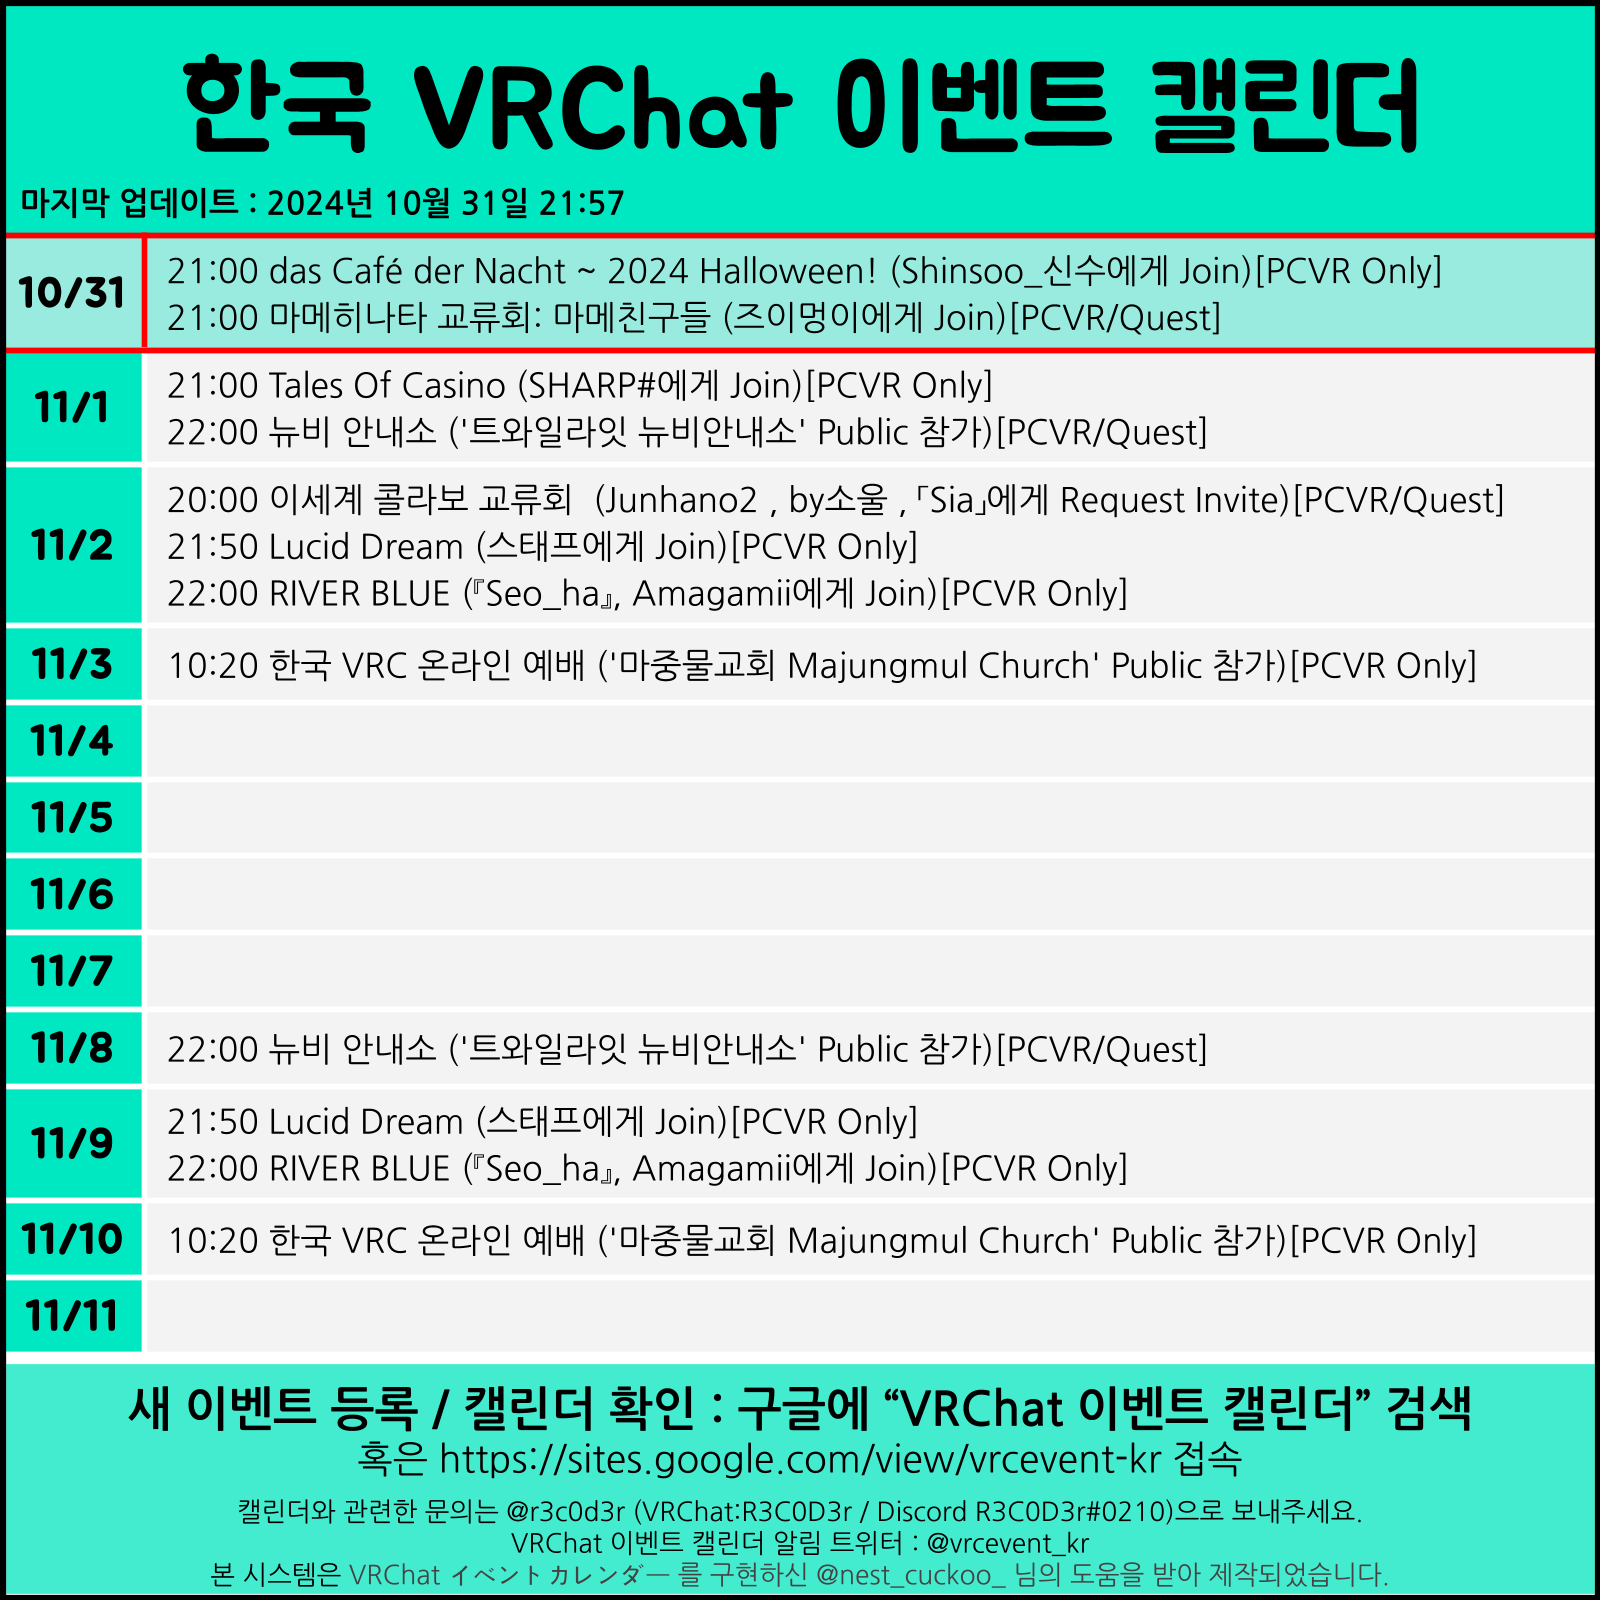 한국 VRChat 이벤트 캘린더
마지막 업데이트 : 2024년 10월 31일 21:57
10/31
21:00 das Café der Nacht ~ 2024 Halloween! (Shinsoo_신수에게 Join)[PCVR Only]
21:00 마메히나타 교류회: 마메친구들 (즈이멍이에게 Join)[PCVR/Quest]
11/1
21:00 Tales Of Casino (SHARP#에게 Join)[PCVR Only]
22:00 뉴비 안내소 ('트와일라잇 뉴비안내소' Public 참가)[PCVR/Quest]
11/2
20:00 이세계 콜라보 교류회  (Junhano2 , by소울 ,「Sia」에게 Request Invite)[PCVR/Quest]
21:50 Lucid Dream (스태프에게 Join)[PCVR Only]
22:00 RIVER BLUE (『Seo_ha』, Amagamii에게 Join)[PCVR Only]
11/3
10:20 한국 VRC 온라인 예배 ('마중물교회 Majungmul Church' Public 참가)[PCVR Only]
11/4
11/5
11/6
11/7
11/8
22:00 뉴비 안내소 ('트와일라잇 뉴비안내소' Public 참가)[PCVR/Quest]
11/9
21:50 Lucid Dream (스태프에게 Join)[PCVR Only]
22:00 RIVER BLUE (『Seo_ha』, Amagamii에게 Join)[PCVR Only]
11/10
10:20 한국 VRC 온라인 예배 ('마중물교회 Majungmul Church' Public 참가)[PCVR Only]
11/11
새 이벤트 등록 / 캘린더 확인 : 구글에 “VRChat 이벤트 캘린더” 검색
혹은 https://sites.google.com/view/vrcevent-kr 접속
캘린더와 관련한 문의는 @r3c0d3r (VRChat:R3C0D3r / Discord R3C0D3r#0210)으로 보내주세요.
VRChat 이벤트 캘린더 알림 트위터 : @vrcevent_kr
본 시스템은 VRChat イベントカレンダー 를 구현하신 @nest_cuckoo_ 님의 도움을 받아 제작되었습니다.